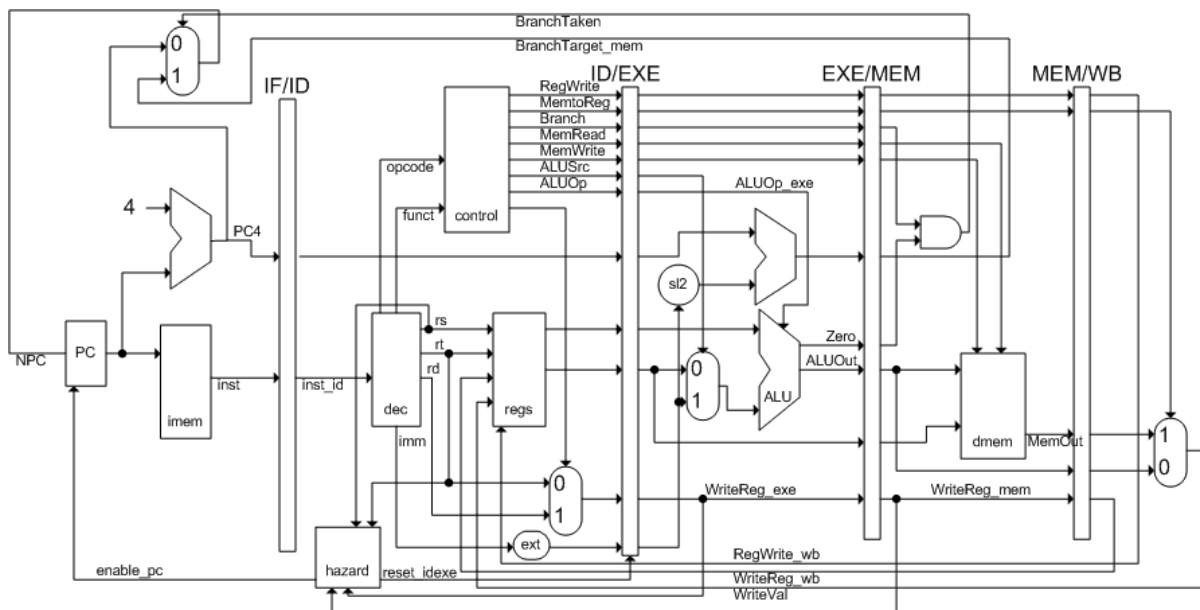 BranchTaken
0
BranchTarget_mem
1
IF/ID
ID/EXE
EXE/MEM
MEM/WB
RegWrite
MemtoReg
Branch
MemRead
MemWrite
opcode
ALUSrc
ALUOp
ALUOp_exe
4
funct
control
PC4
sl2
rs
rt
rd
Zero
PC
NPC
ALUOut
0
1
inst
inst_id
ALU
imem
dec
regs
imm
dmem
MemOut
1
0
0
1
WriteReg_exe
WriteReg_mem
ext
RegWrite_wb
enable_pc
hazard
reset_idexe
WriteReg_wb
WriteVal